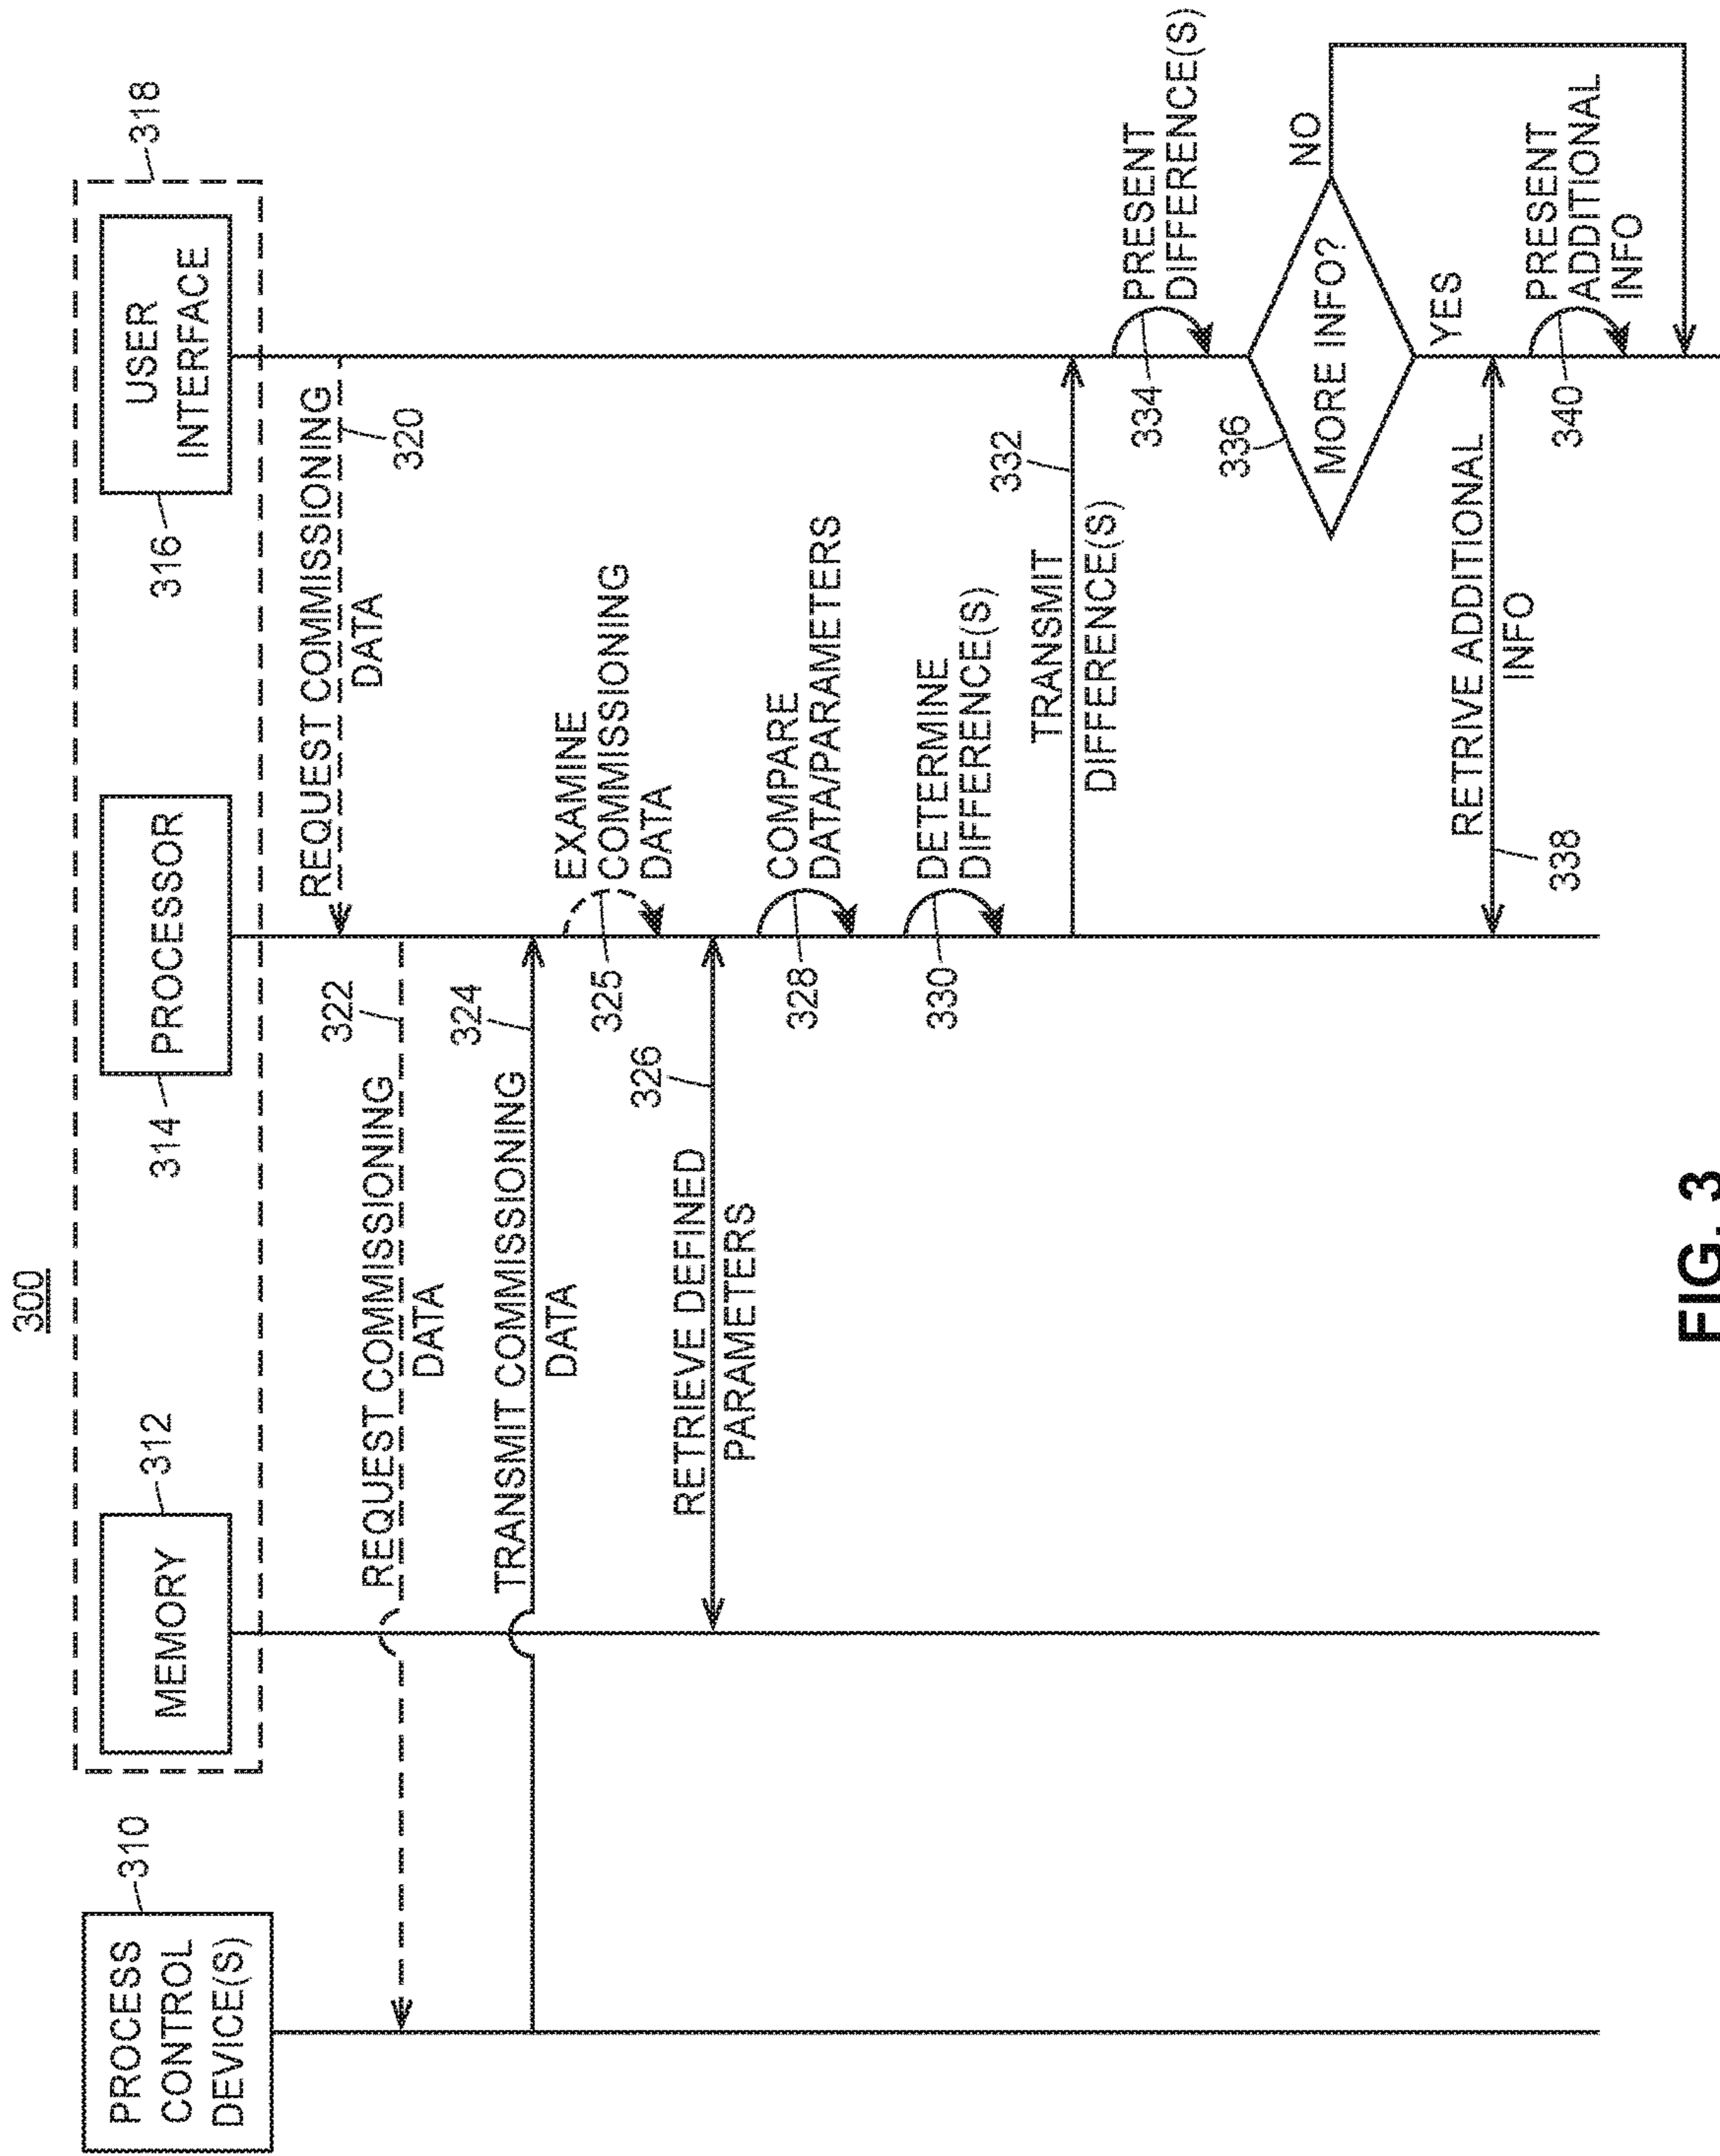 300
318
PROCESS
CONTROL
DEVICE(S)
310
MEMORY
312
PROCESSOR
314
USER
INTERFACE
316
REQUEST COMMISSIONING
DATA
320
REQUEST COMMISSIONING
DATA
322
TRANSMIT COMMISSIONING
DATA
324
EXAMINE
COMMISSIONING
DATA
325
RETRIEVE DEFINED
PARAMETERS
326
COMPARE
DATA/PARAMETERS
328
DETERMINE
DIFFERENCE(S)
330
TRANSMIT
DIFFERENCE(S)
332
PRESENT
DIFFERENCE(S)
334
MORE INFO?
336
NO
YES
RETRIVE ADDITIONAL
INFO
338
PRESENT
ADDITIONAL
INFO
340
FIG. 3